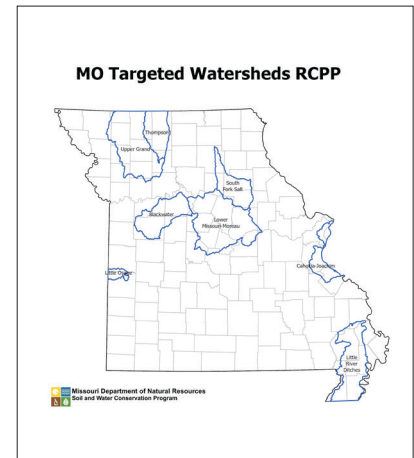 MO Targeted Watersheds RCPP
Thompson
Upper Grand
South
Fork Salt
Blackwater
Lower
Missouri-Moreau
Cahokia-Joachim
Little Osage
Little
River
Ditches
Missouri Department of Natural Resources
Soil and Water Conservation Program